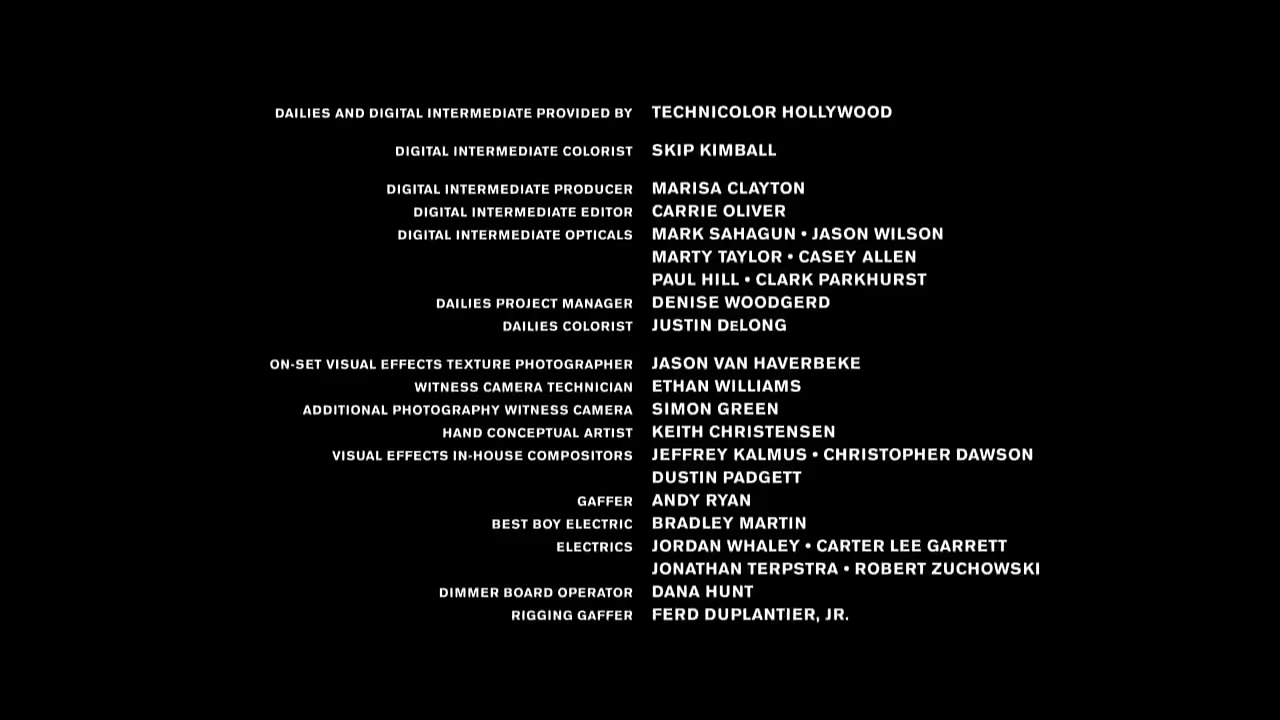 DAILIES AND DIGITAL INTERMEDIATE PROVIDED BY TECHNICOLOR HOLLYWOOD
DIGITAL INTERMEDIATE COLORIST SKIP KIMBALL
DIGITAL INTERMEDIATE PRODUCER MARISA CLAYTON
DIGITAL INTERMEDIATE EDITOR CARRIE OLIVER
DIGITAL INTERMEDIATE OPTICALS MARK SAHAGUN • JASON WILSON
MARTY TAYLOR • CASEY ALLEN
PAUL HILL • CLARK PARKHURST
DAILIES PROJECT MANAGER DENISE WOODGERD
DAILIES COLORIST JUSTIN DeLONG
ON-SET VISUAL EFFECTS TEXTURE PHOTOGRAPHER JASON VAN HAVERBEKE
WITNESS CAMERA TECHNICIAN ETHAN WILLIAMS
ADDITIONAL PHOTOGRAPHY WITNESS CAMERA SIMON GREEN
HAND CONCEPTUAL ARTIST KEITH CHRISTENSEN
VISUAL EFFECTS IN-HOUSE COMPOSITORS JEFFREY KALMUS • CHRISTOPHER DAWSON
DUSTIN PADGETT
GAFFER ANDY RYAN
BEST BOY ELECTRIC BRADLEY MARTIN
ELECTRICS JORDAN WHALEY • CARTER LEE GARRETT
JONATHAN TERPSTRA • ROBERT ZUCHOWSKI
DIMMER BOARD OPERATOR DANA HUNT
RIGGING GAFFER FERD DUPLANTIER, JR.